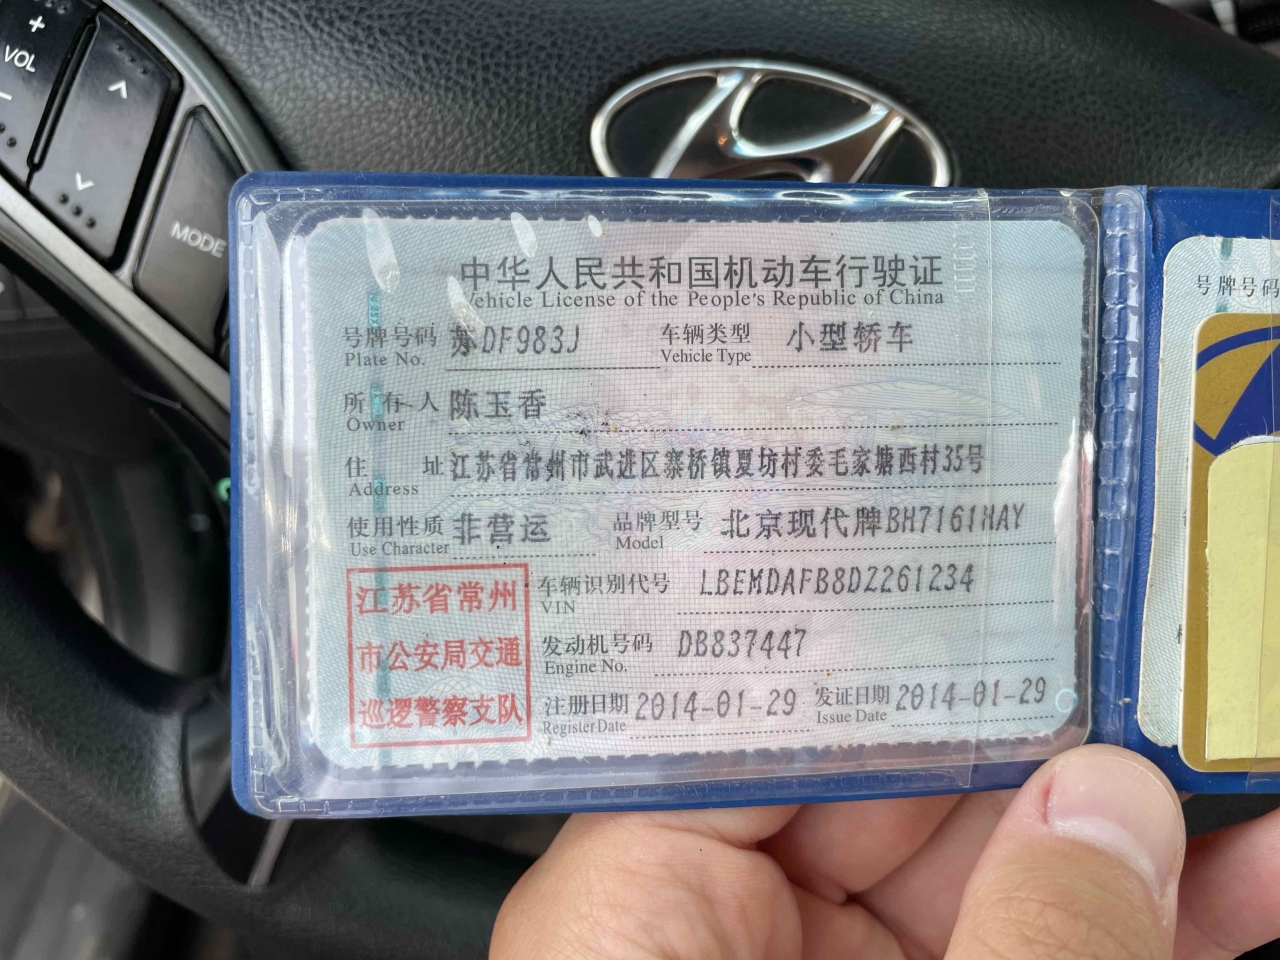 +
VOL
-
MODE
中华人民共和国机动车行驶证
Vehicle License of the People's Republic of China
号牌号码 苏DF983J 车辆类型 小型轿车
Plate No. Vehicle Type
所有人 陈玉香
Owner
住址 江苏省常州市武进区寨桥镇夏坊村委毛家塘西村35号
Address
使用性质 非营运 品牌型号 北京现代牌BH7161HAY
Use Character Model
车辆识别代号 LBEMDAFB8DZ261234
VIN
发动机号码 DB837447
Engine No.
注册日期 2014-01-29 发证日期 2014-01-29
Register Date Issue Date
江苏省常州
市公安局交通
巡逻警察支队
号牌号码